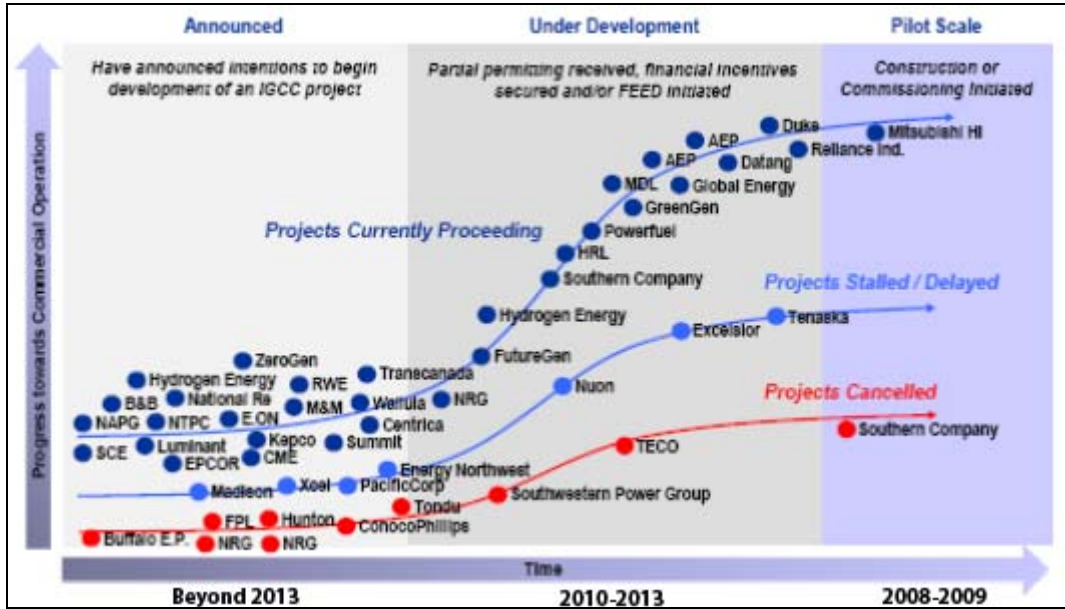 Announced
Under Development
Pilot Scale
Have announced intentions to begin
development of an IGCC project
Partial permitting received, financial incentives
secured and/or FEED initiated
Construction or
Commissioning Initiated
Progress towards Commercial Operation
Duke
Mitsubishi HI
AEP
Reliance Ind.
AEP
Datang
MDL
Global Energy
GreenGen
Projects Currently Proceeding
Powerfuel
HRL
Southern Company
Projects Stalled / Delayed
Hydrogen Energy
Tenaska
Excelsior
ZeroGen
FutureGen
Hydrogen Energy
RWE
Transcanada
Nuon
Projects Cancelled
B&B
National Re
M&M
Wallula
NRG
NAPG
NTPC
E.ON
Centrica
Southern Company
SCE
Luminant
Kepco
Summit
TECO
EPCOR
CME
Energy Northwest
Madison
Xcel
PacificCorp
Southwestern Power Group
Tondu
FPL
Hunton
ConocoPhillips
Buffalo E.P.
NRG
NRG
Time
Beyond 2013
2010-2013
2008-2009